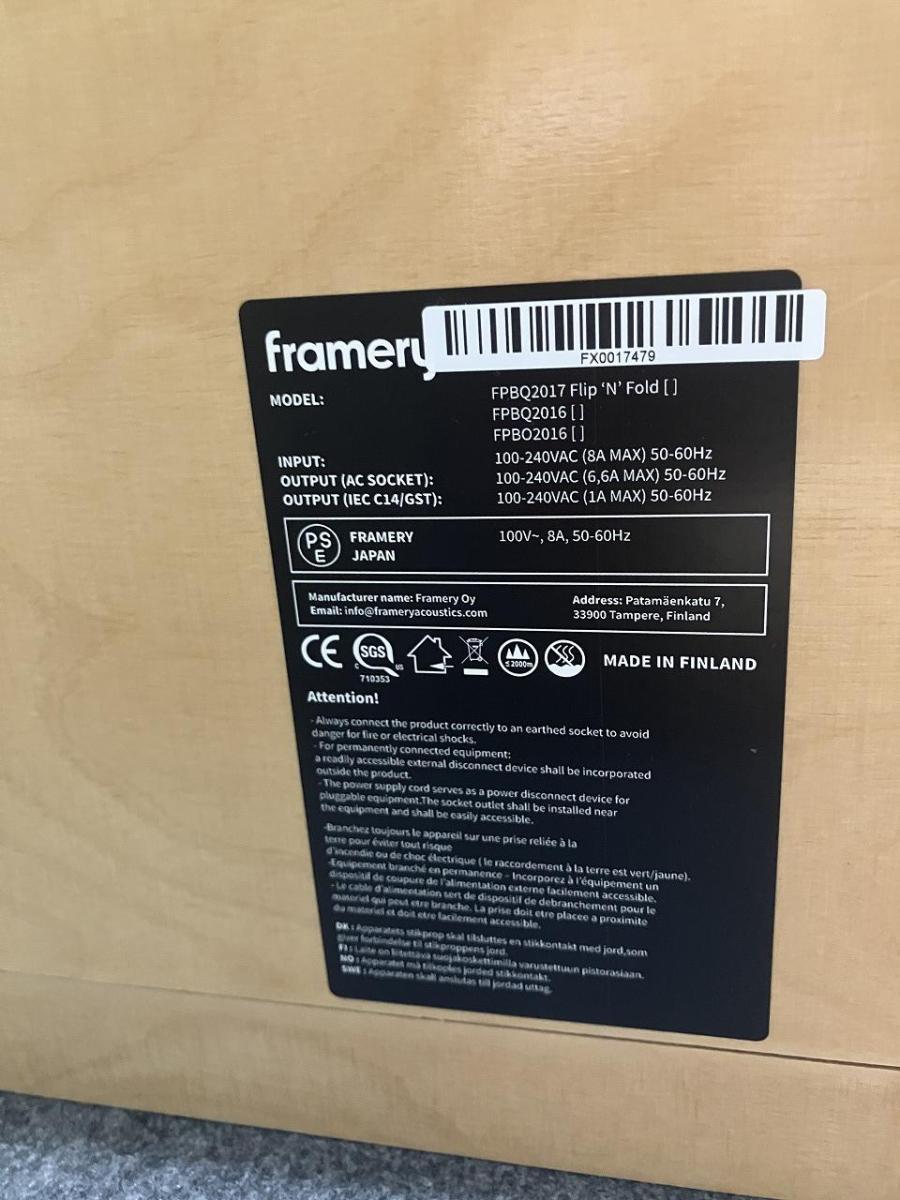 framery
FX0017479
MODEL: FPBQ2017 Flip ‘N’ Fold [ ]
FPBQ2016 [ ]
FPBO2016 [ ]
INPUT: 100-240VAC (8A MAX) 50-60Hz
OUTPUT (AC SOCKET): 100-240VAC (6,6A MAX) 50-60Hz
OUTPUT (IEC C14/GST): 100-240VAC (1A MAX) 50-60Hz
PS
E
FRAMERY
JAPAN
100V~, 8A, 50-60Hz
Manufacturer name: Framery Oy
Email: info@frameryacoustics.com
Address: Patamäenkatu 7,
33900 Tampere, Finland
CE
SGS
C US
710353
≤2000m
MADE IN FINLAND
Attention!
- Always connect the product correctly to an earthed socket to avoid
danger for fire or electrical shocks.
- For permanently connected equipment:
a readily accessible external disconnect device shall be incorporated
outside the product.
- The power supply cord serves as a power disconnect device for
pluggable equipment.The socket outlet shall be installed near
the equipment and shall be easily accessible.
-Branchez toujours le appareil sur une prise reliée à la
terre pour éviter tout risque
d'incendie ou de choc électrique ( le raccordement à la terre est vert/jaune).
-Equipement branché en permanence - Incorporez à l'équipement un
dispositif de coupure de l'alimentation externe facilement accessible.
- Le cable d'alimentation sert de dispositif de debranchement pour le
materiel qui peut etre branche. La prise doit etre placee a proximite
du materiel et doit etre facilement accessible.
DK : Apparatets stikprop skal tilsluttes en stikkontakt med jord,som
giver forbindelse til stikproppens jord.
FI : Laite on liitettävä suojakoskettimilla varustettuun pistorasiaan.
NO : Apparatet må tilkoples jorded stikkontakt.
SWE : Apparaten skall anslutas till jordad uttag.